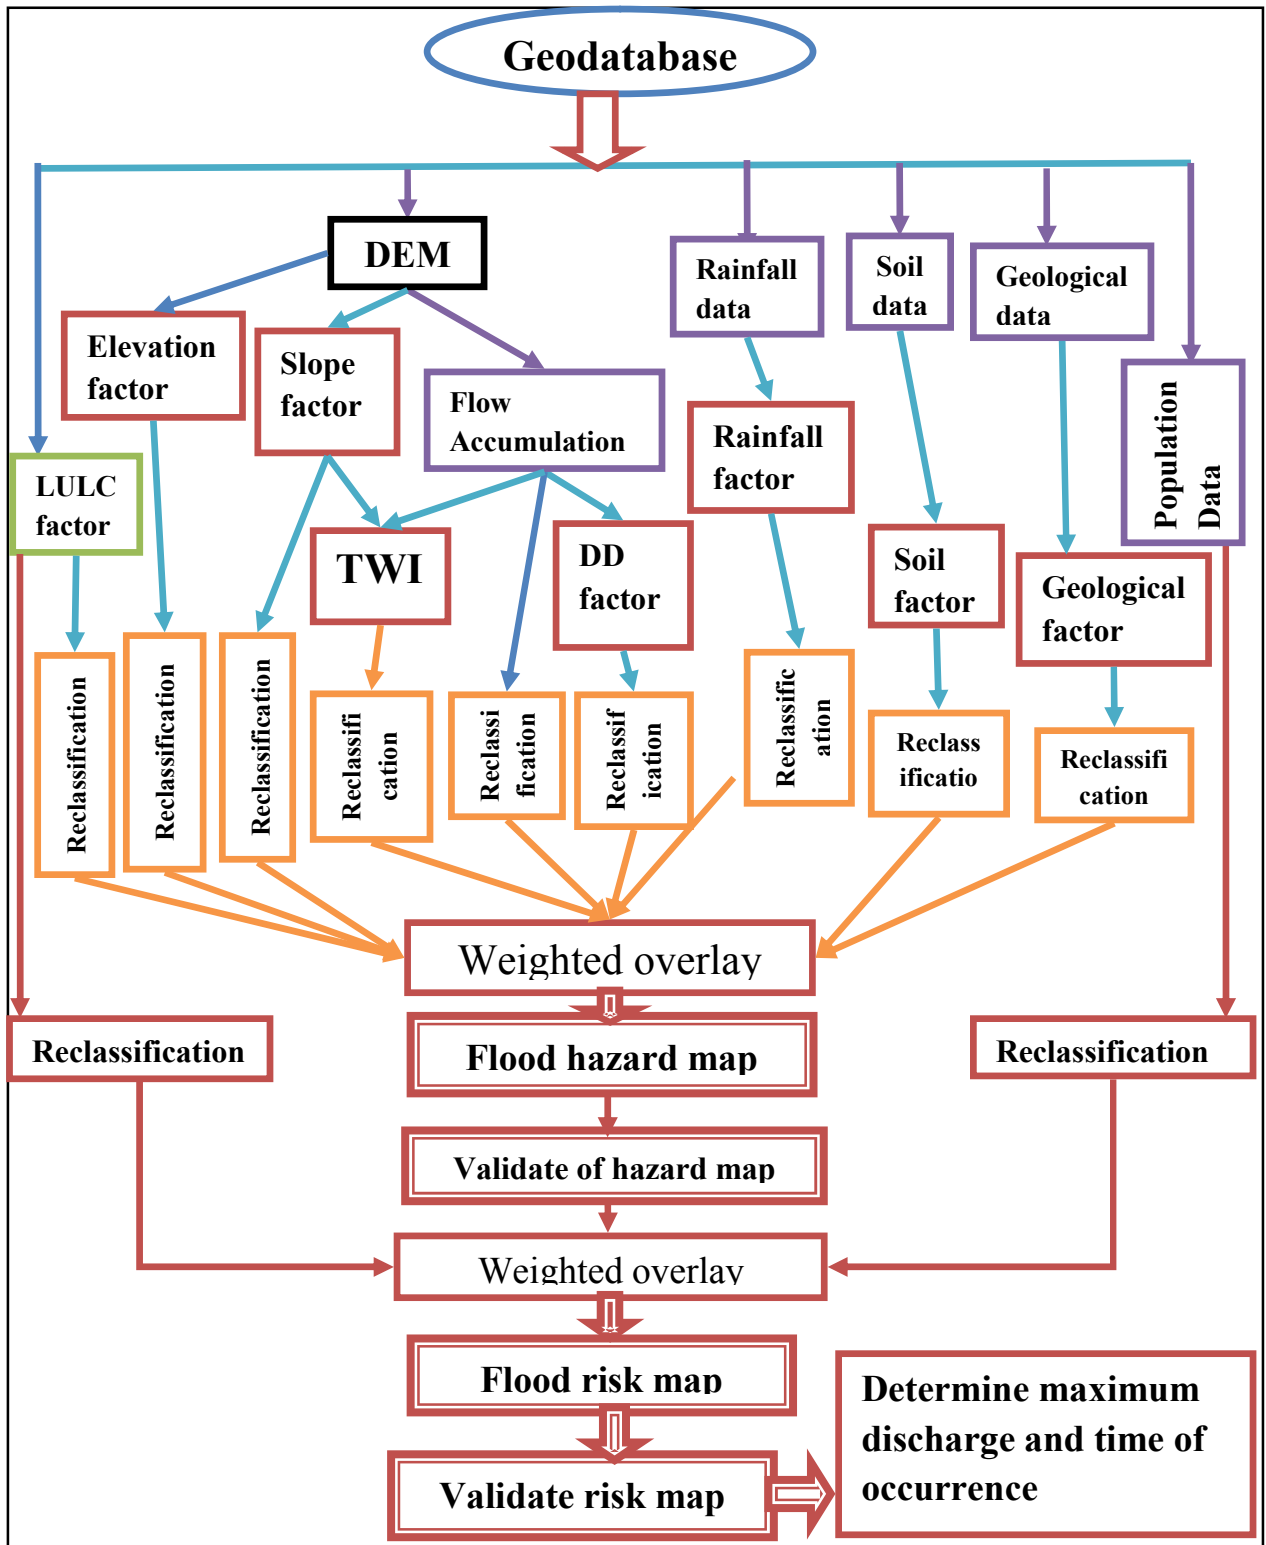 Geodatabase
DEM
Rainfall
data
Soil
data
Geological
data
Elevation
factor
Slope
factor
Flow
Accumulation
Rainfall
factor
Population
Data
LULC
factor
TWI
DD
factor
Soil
factor
Geological
factor
Reclassification
Reclassification
Reclassification
Reclassifi
cation
Reclassi
fication
Reclassif
ication
Reclassific
ation
Reclass
ificatio
Reclassifi
cation
Weighted overlay
Reclassification
Flood hazard map
Reclassification
Validate of hazard map
Weighted overlay
Flood risk map
Determine maximum
discharge and time of
occurrence
Validate risk map